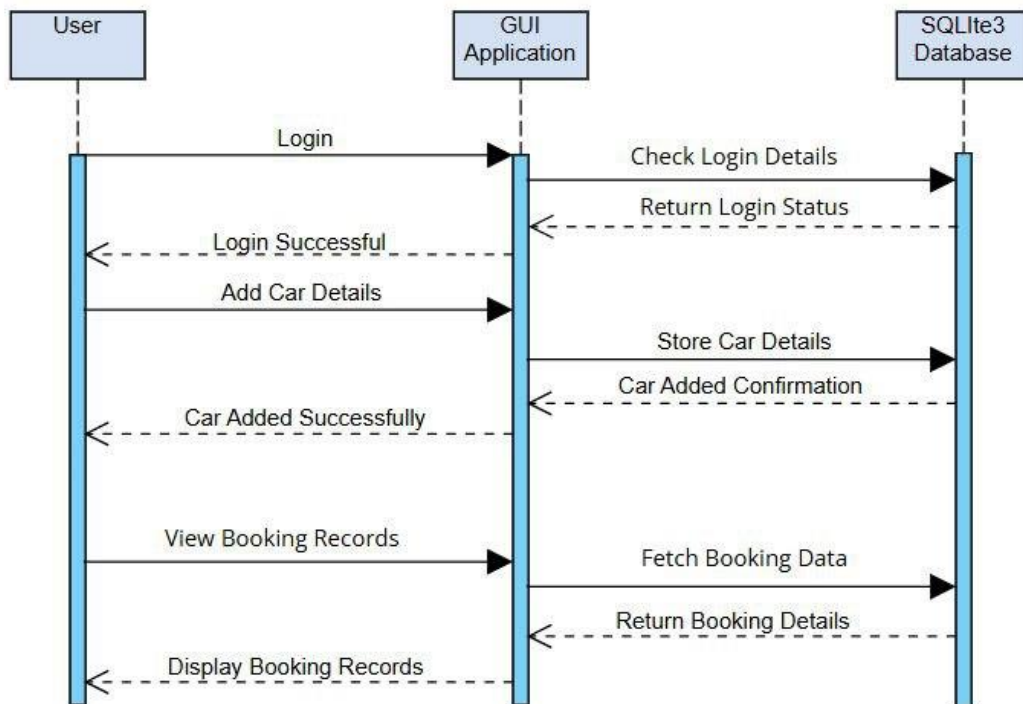 User
GUI
Application
SQLIte3
Database
Login
Check Login Details
Return Login Status
Login Successful
Add Car Details
Store Car Details
Car Added Confirmation
Car Added Successfully
View Booking Records
Fetch Booking Data
Return Booking Details
Display Booking Records